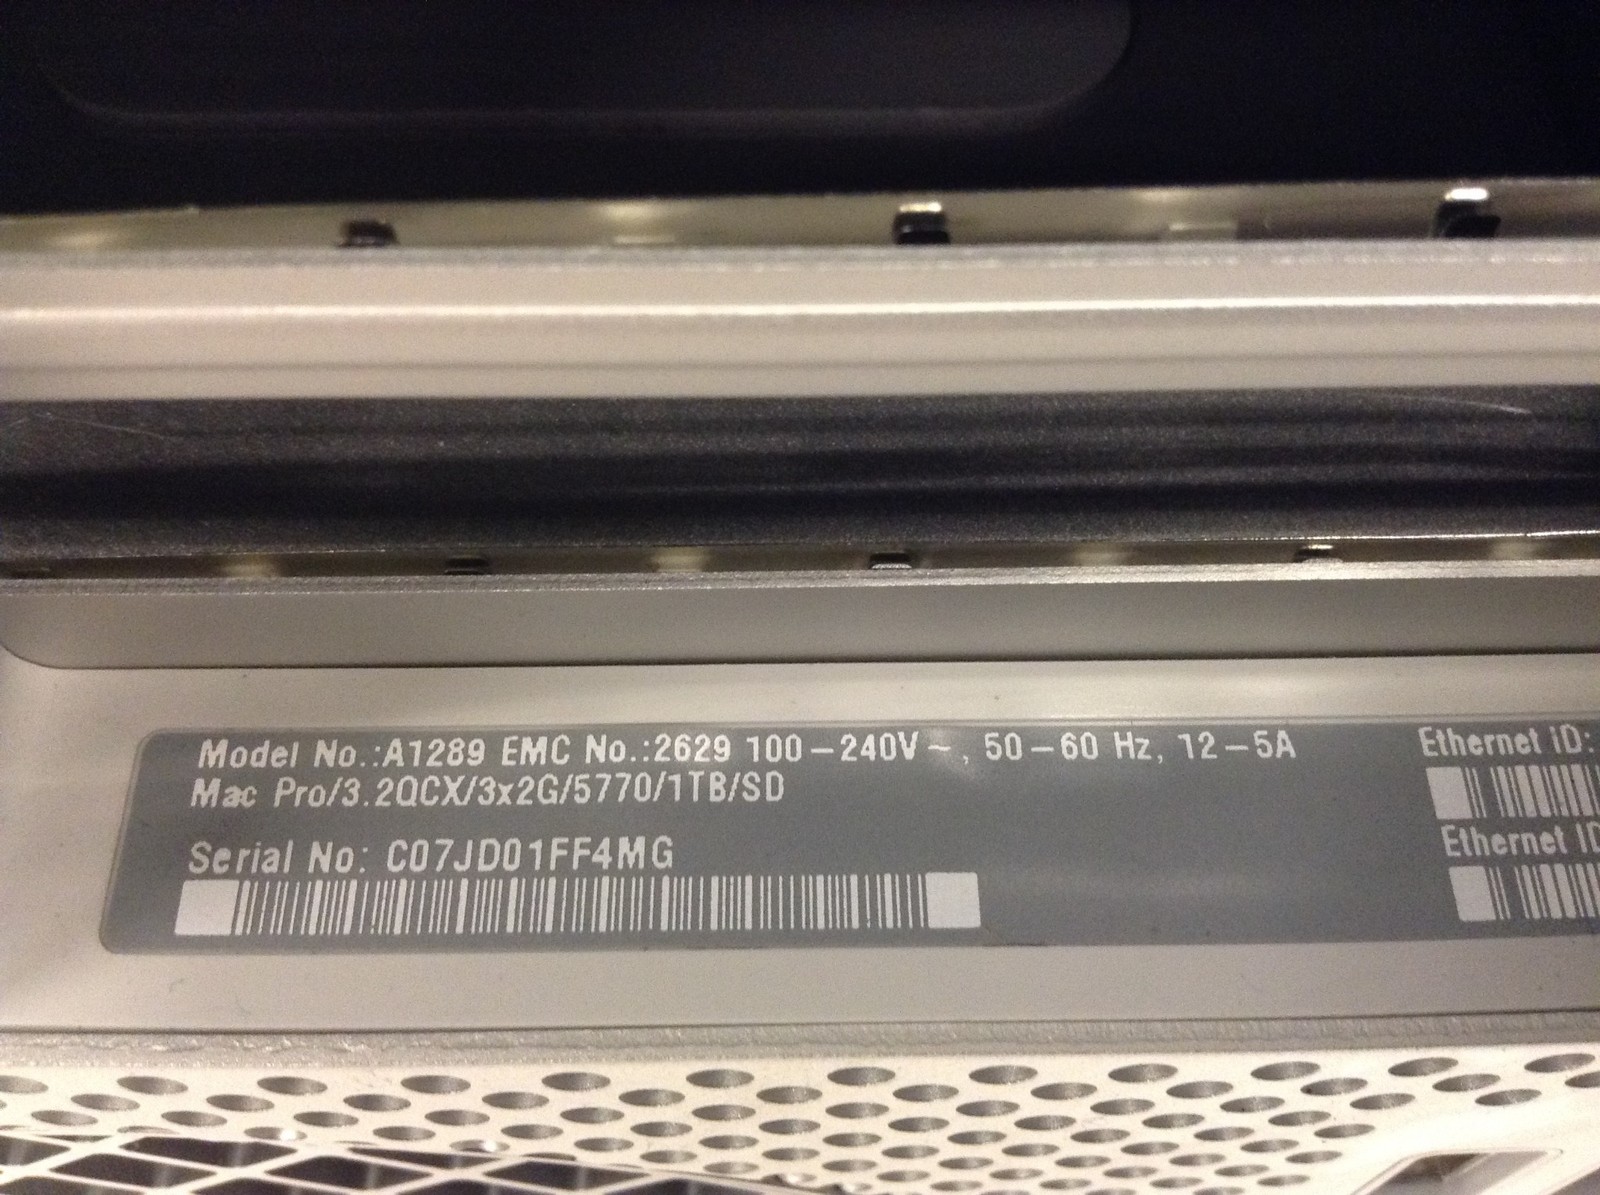 Model No.:A1289 EMC No.:2629 100-240V~, 50-60 Hz, 12-5A
Mac Pro/3.2QCX/3x2G/5770/1TB/SD
Serial No: C07JD01FF4MG
Ethernet ID:
Ethernet ID